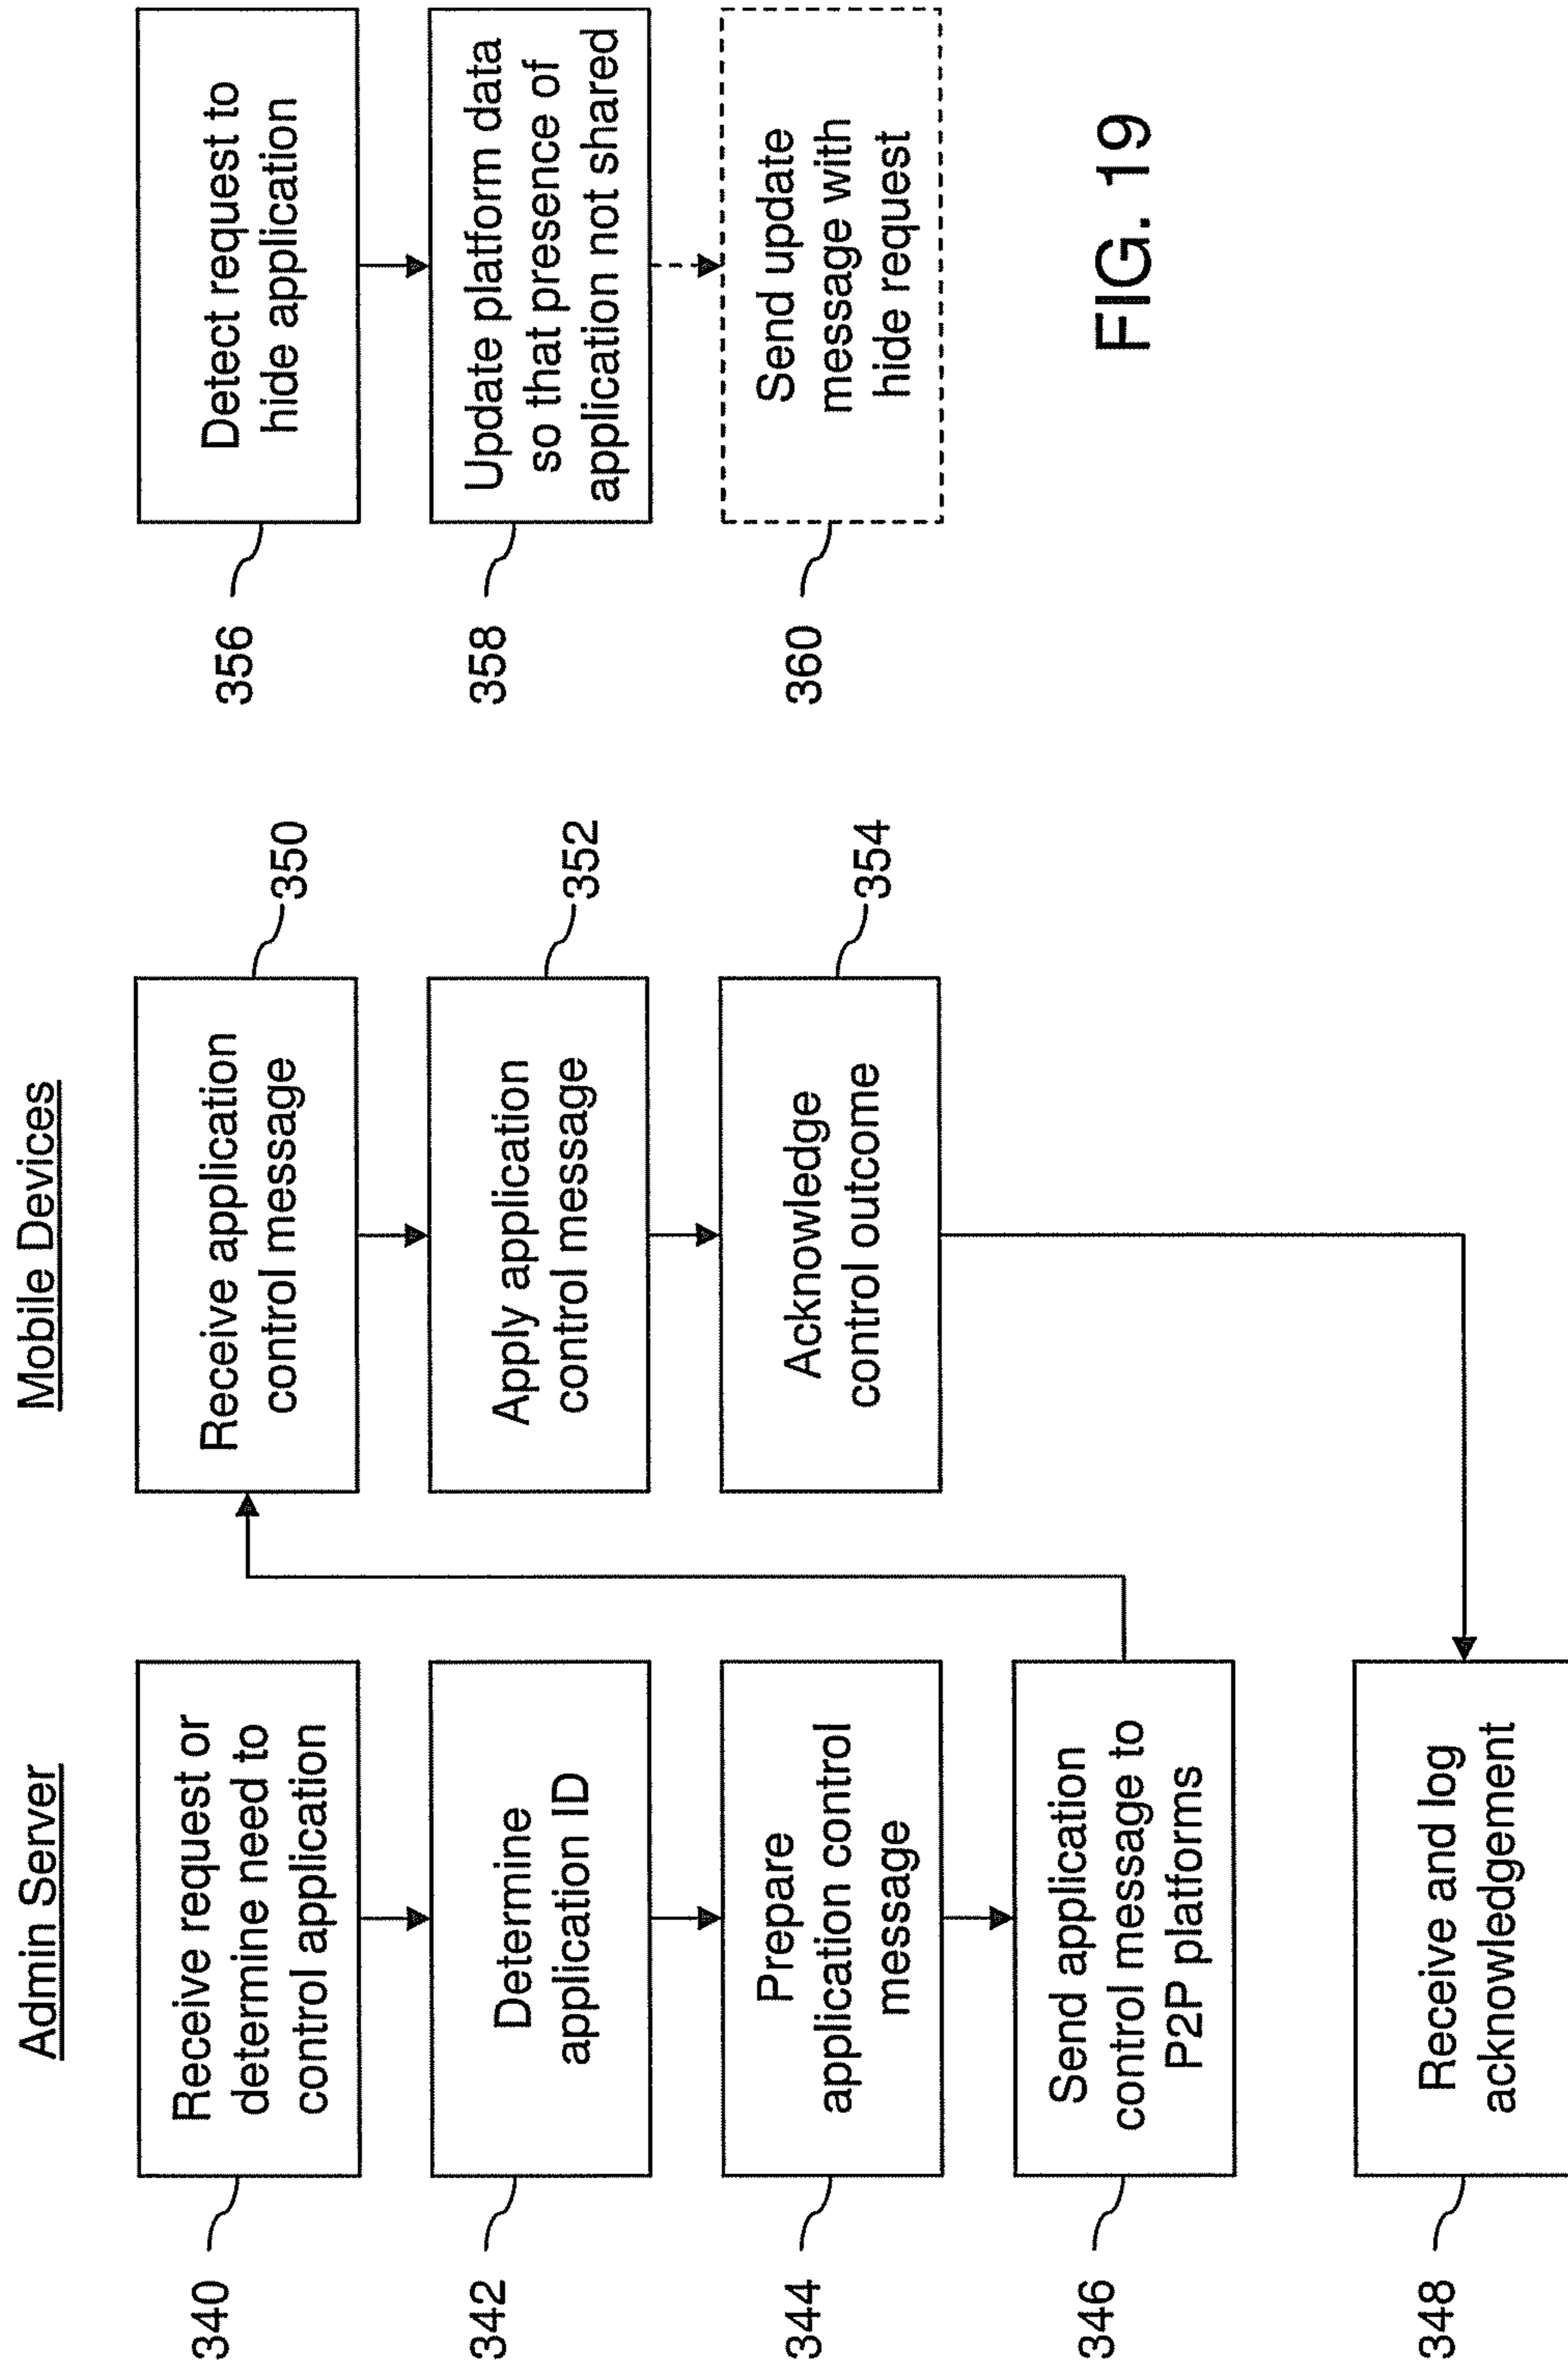 Admin Server
340
Receive request or
determine need to
control application
342
Determine
application ID
344
Prepare
application control
message
346
Send application
control message to
P2P platforms
348
Receive and log
acknowledgement
Mobile Devices
Receive application
control message
350
Apply application
control message
352
Acknowledge
control outcome
354
356
Detect request to
hide application
358
Update platform data
so that presence of
application not shared
360
Send update
message with
hide request
FIG. 19